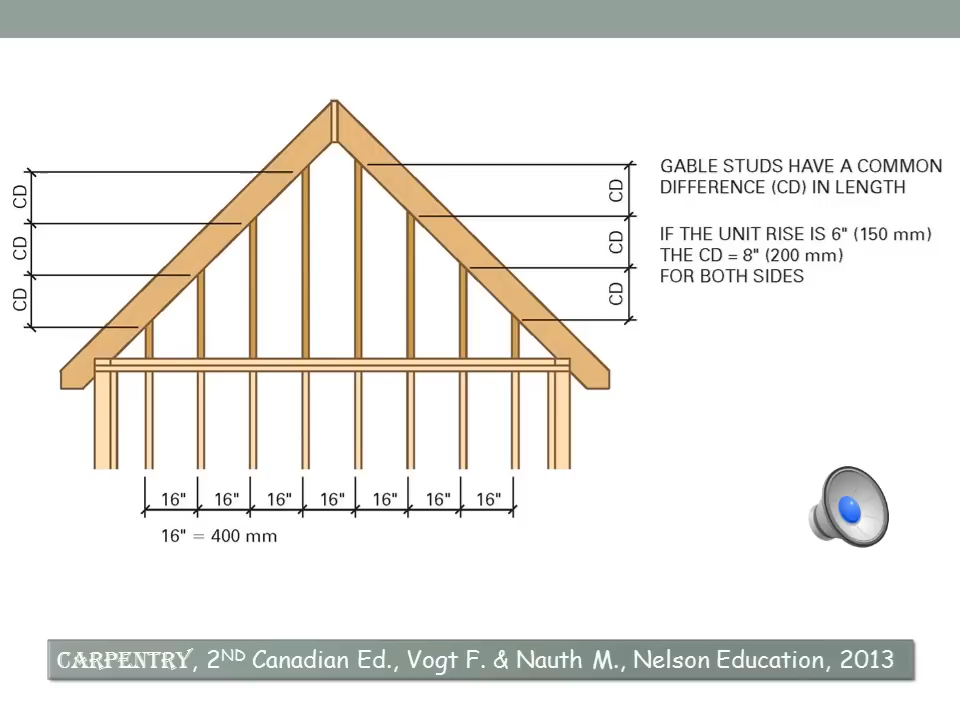 GABLE STUDS HAVE A COMMON
DIFFERENCE (CD) IN LENGTH
IF THE UNIT RISE IS 6" (150 mm)
THE CD = 8" (200 mm)
FOR BOTH SIDES
CD
CD
CD
CD
CD
CD
16" 16" 16" 16" 16" 16" 16"
16" = 400 mm
CARPENTRY, 2ND Canadian Ed., Vogt F. & Nauth M., Nelson Education, 2013